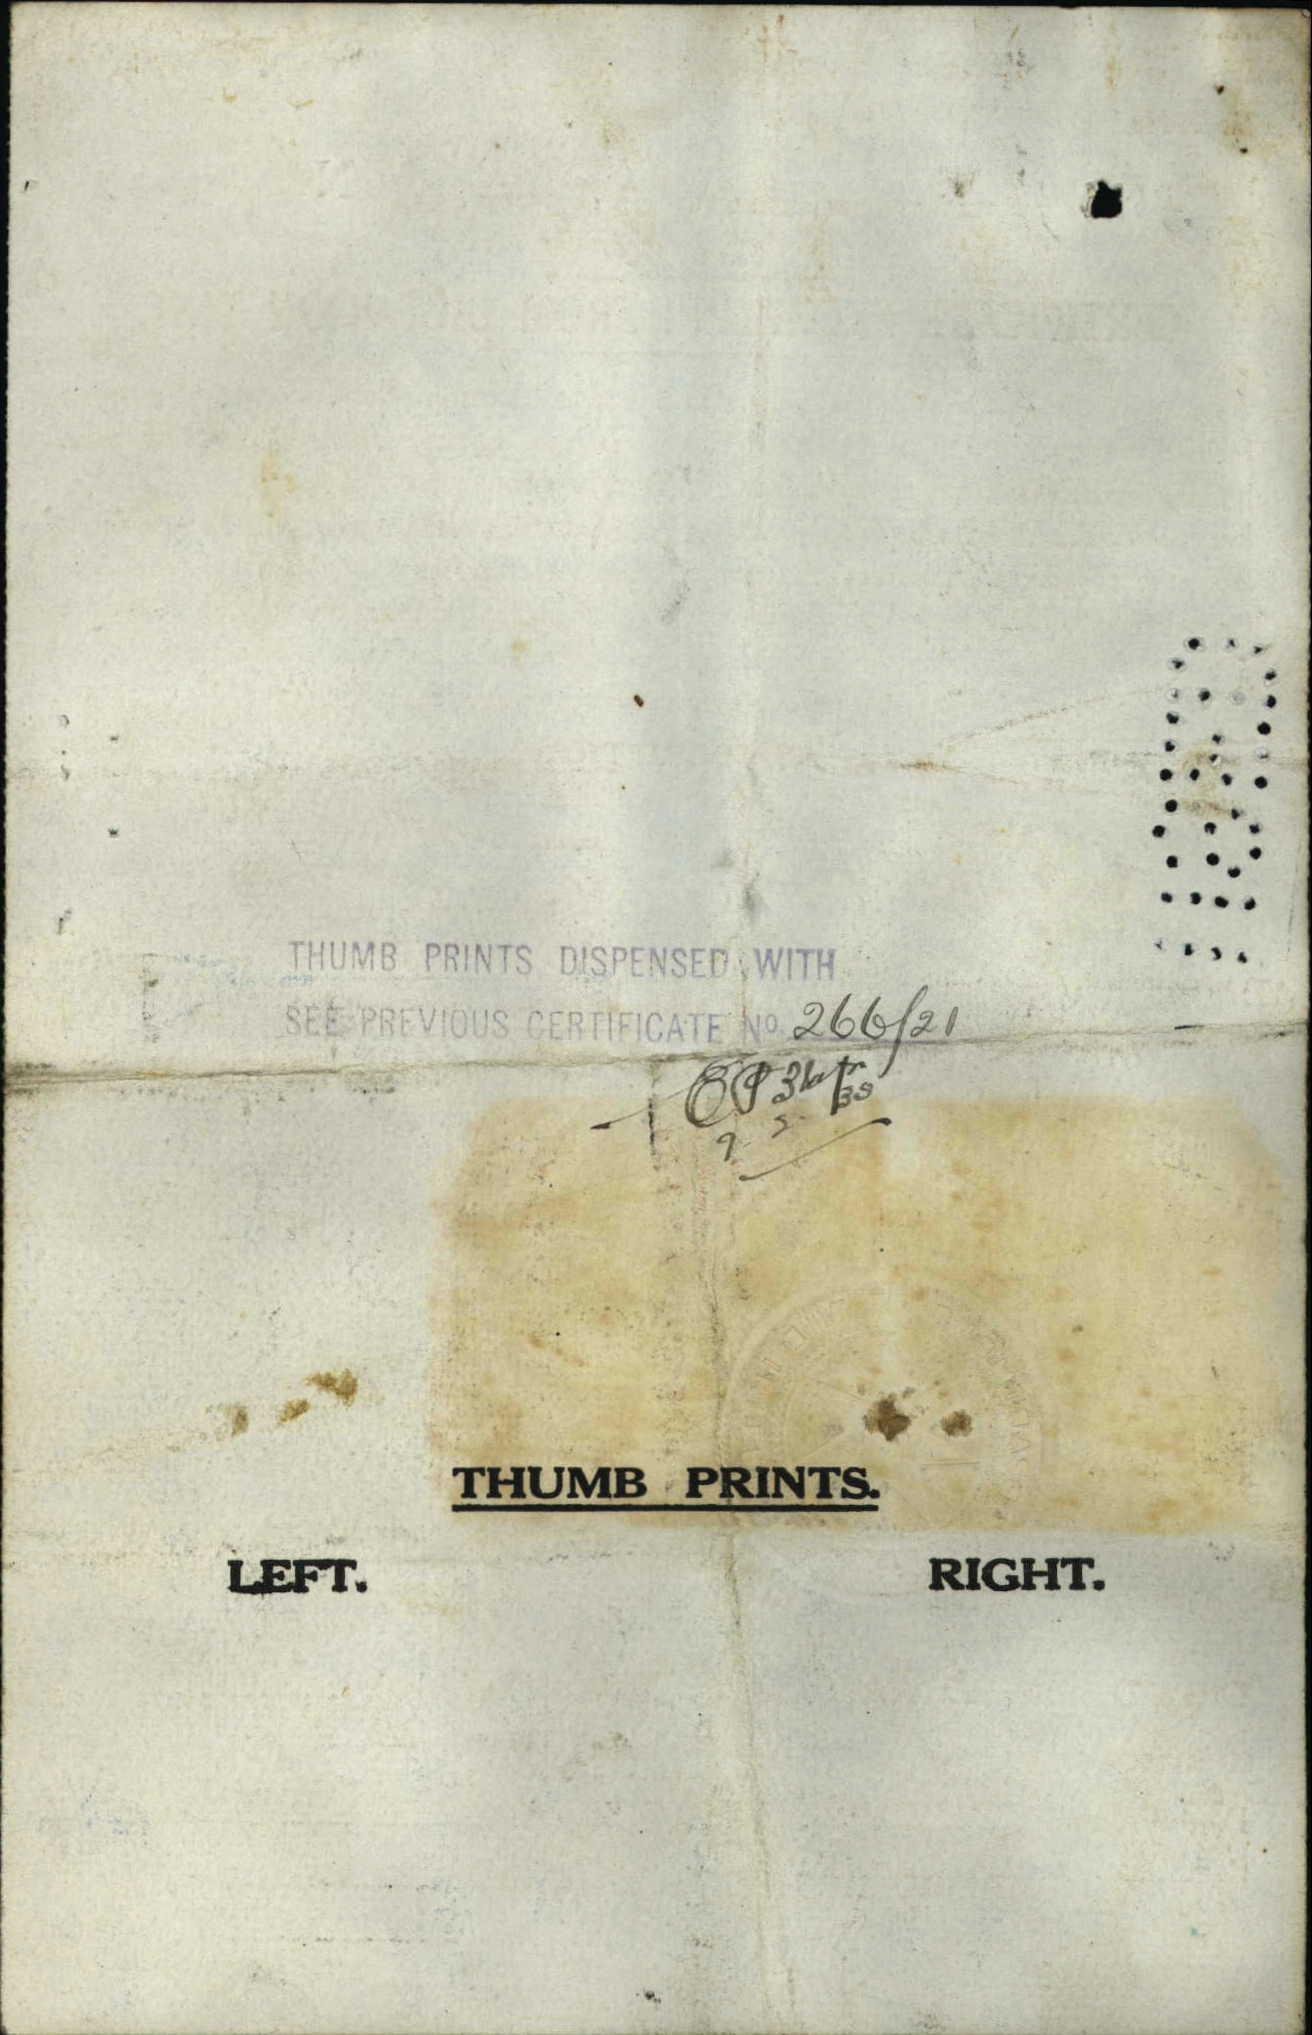 THUMB PRINTS DISPENSED WITH
SEE PREVIOUS CERTIFICATE No. 266/21
THUMB PRINTS.
LEFT. RIGHT.